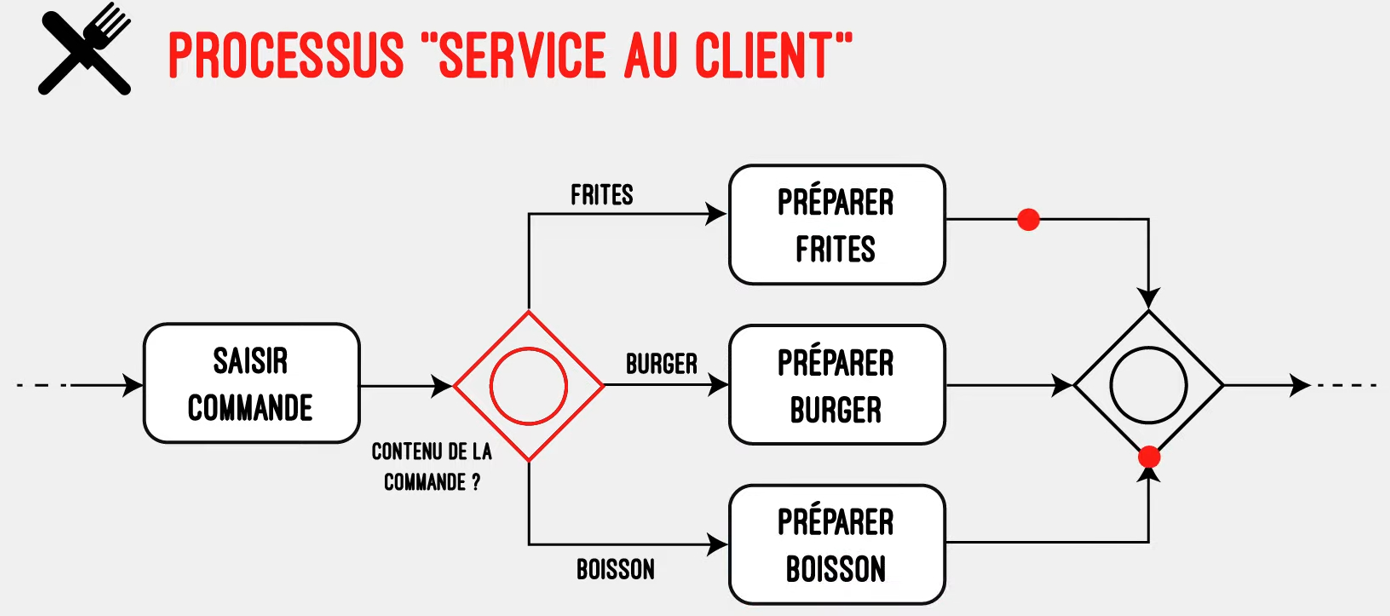 PROCESSUS "SERVICE AU CLIENT"
FRITES
PRÉPARER
FRITES
SAISIR
COMMANDE
CONTENU DE LA
COMMANDE ?
BURGER
PRÉPARER
BURGER
BOISSON
PRÉPARER
BOISSON